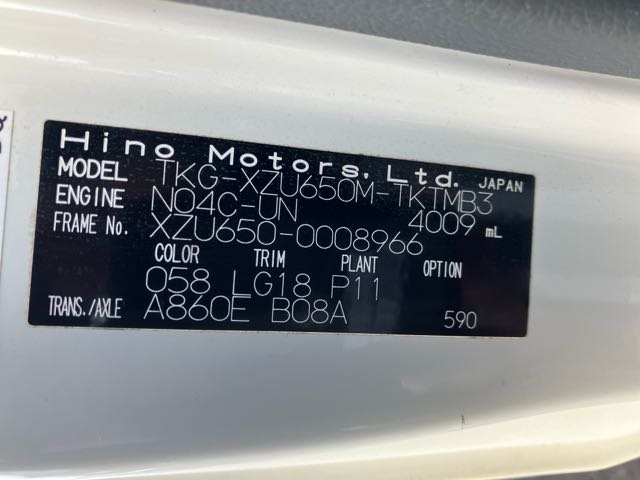 Hino Motors, Ltd. JAPAN
MODEL TKG-XZU650M-TKTMB3
ENGINE N04C-UN 4009 mL
FRAME No. XZU650-0008966
COLOR TRIM PLANT OPTION
058 LG18 P11
TRANS./AXLE A860E B08A 590